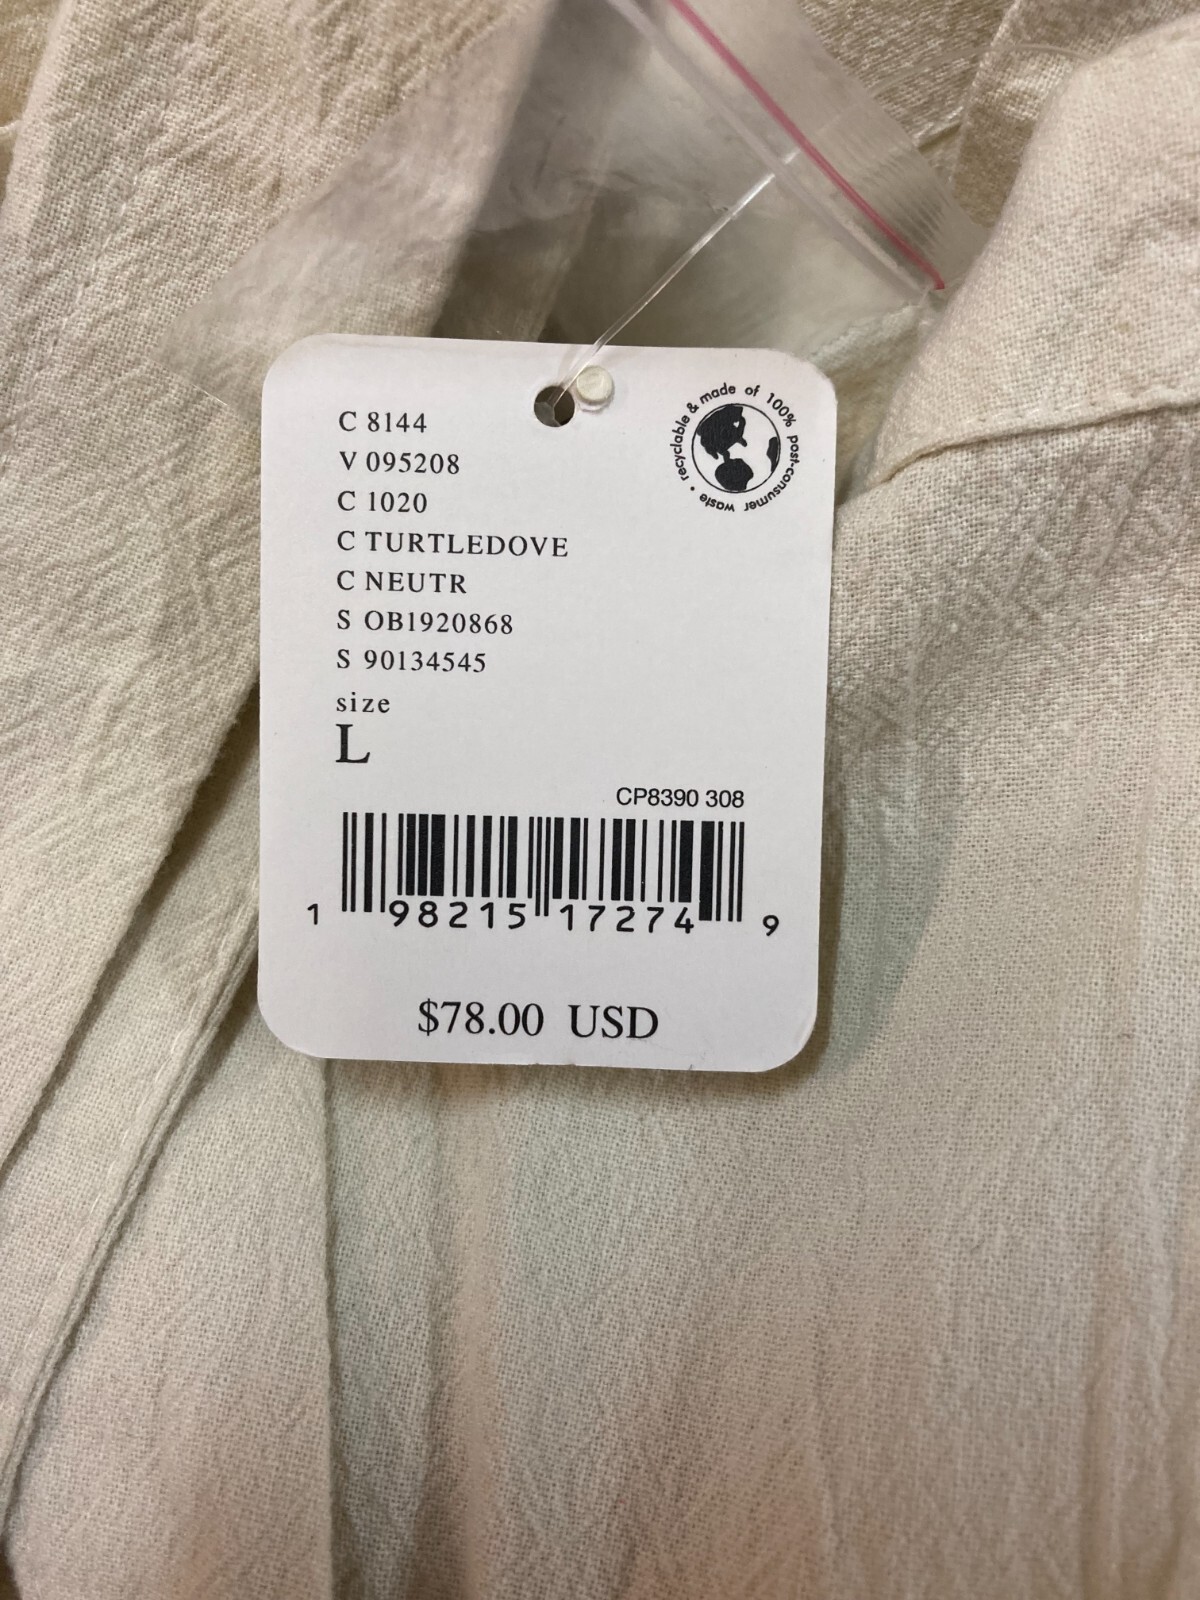 C 8144
V 095208
C 1020
C TURTLEDOVE
C NEUTR
S OB1920868
S 90134545
size
L
recyclable & made of 100% post-consumer waste •
CP8390 308
1 98215 17274 9
$78.00 USD